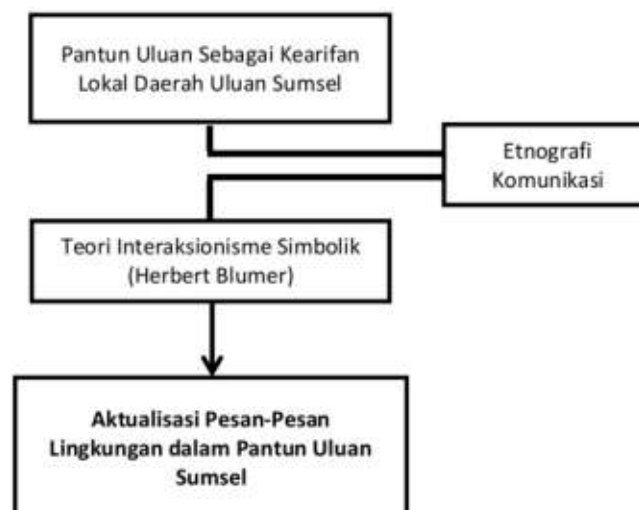 Pantun Uluan Sebagai Kearifan
Lokal Daerah Uluan Sumsel
Etnografi
Komunikasi
Teori Interaksionisme Simbolik
(Herbert Blumer)
Aktualisasi Pesan-Pesan
Lingkungan dalam Pantun Uluan
Sumsel